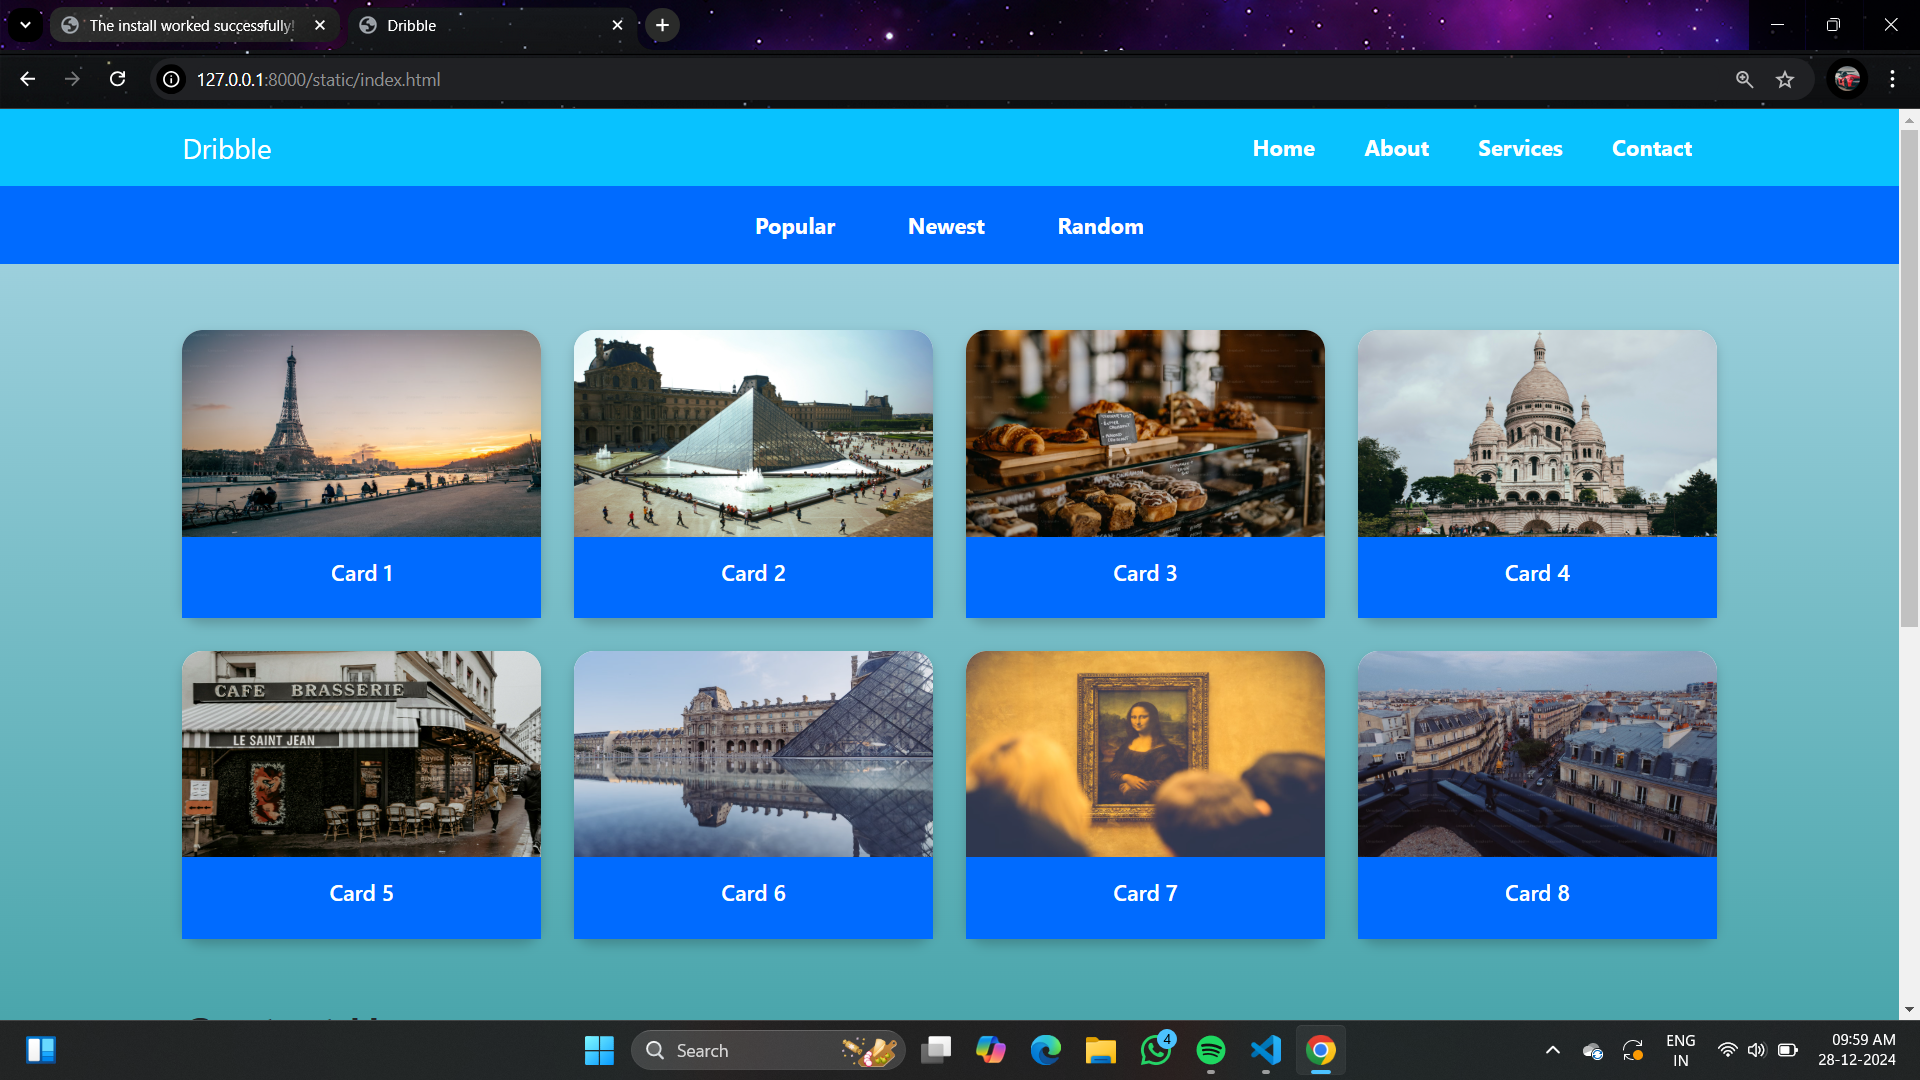 The install worked successfully!
Dribble
127.0.0.1:8000/static/index.html
Dribble
Home About Services Contact
Popular Newest Random
Card 1 Card 2 Card 3 Card 4
CAFE BRASSERIE
LE SAINT JEAN
Card 5 Card 6 Card 7 Card 8
Search
4
ENG
IN
09:59 AM
28-12-2024